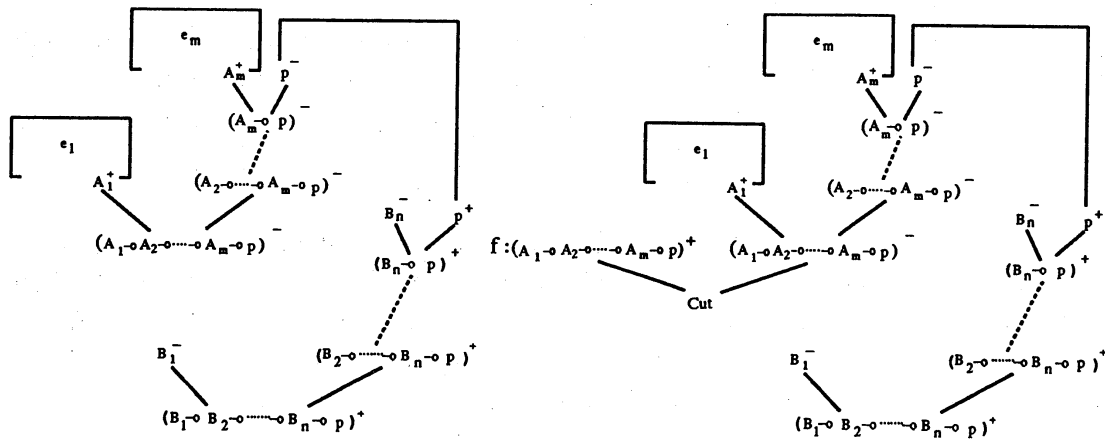 e_m
A_m^+ p^-
(A_m⊸ p)^-
e_1
A_1^+ (A_2⊸······⊸ A_m⊸ p)^-
B_n^- p^+
(A_1⊸A_2⊸······⊸ A_m⊸p)^-
(B_n⊸ p)^+
B_1^- (B_2⊸······⊸B_n⊸ p)^+
(B_1⊸ B_2⊸······⊸B_n⊸ p)^+
e_m
A_m^+ p^-
(A_m⊸ p)^-
e_1
A_1^+ (A_2⊸······⊸ A_m⊸p)^-
B_n^- p^+
f:(A_1⊸A_2⊸······⊸ A_m⊸p)^+ (A_1⊸A_2⊸······⊸ A_m⊸p)^-
(B_n⊸ p)^+
Cut
B_1^- (B_2⊸······⊸B_n⊸ p)^+
(B_1⊸ B_2⊸······⊸B_n⊸ p)^+